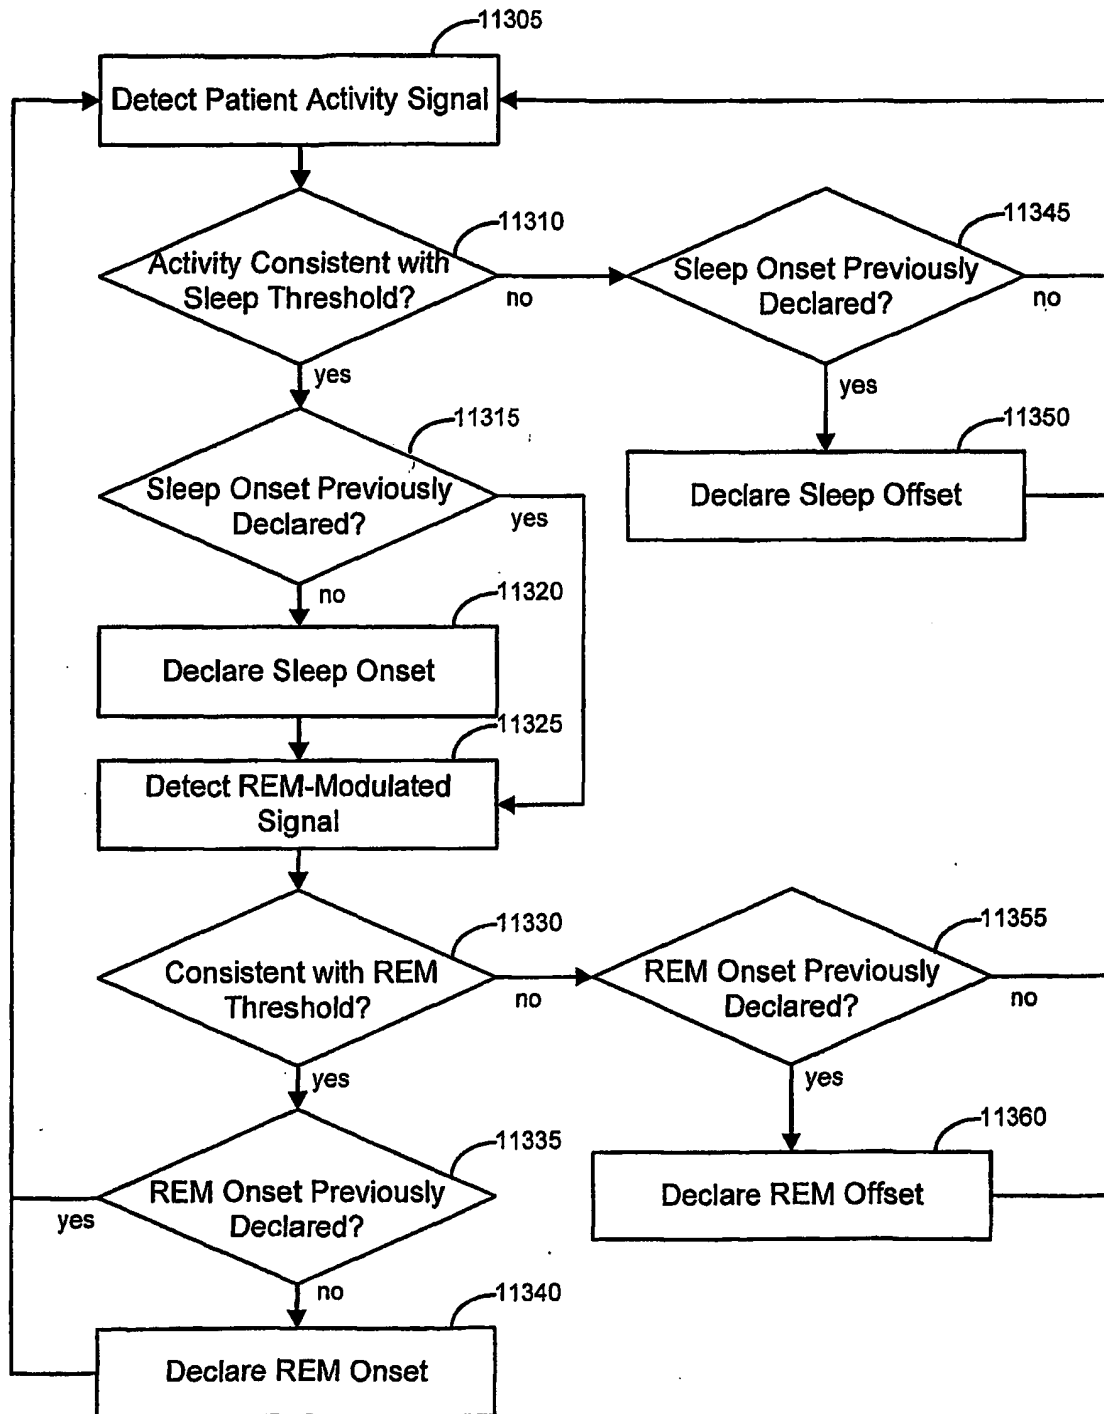 11305
Detect Patient Activity Signal
11310
Activity Consistent with
Sleep Threshold?
no
yes
11345
Sleep Onset Previously
Declared?
no
yes
11315
Sleep Onset Previously
Declared?
yes
no
11350
Declare Sleep Offset
11320
Declare Sleep Onset
11325
Detect REM-Modulated
Signal
11330
Consistent with REM
Threshold?
no
yes
11355
REM Onset Previously
Declared?
no
yes
11335
REM Onset Previously
Declared?
yes
no
11360
Declare REM Offset
11340
Declare REM Onset